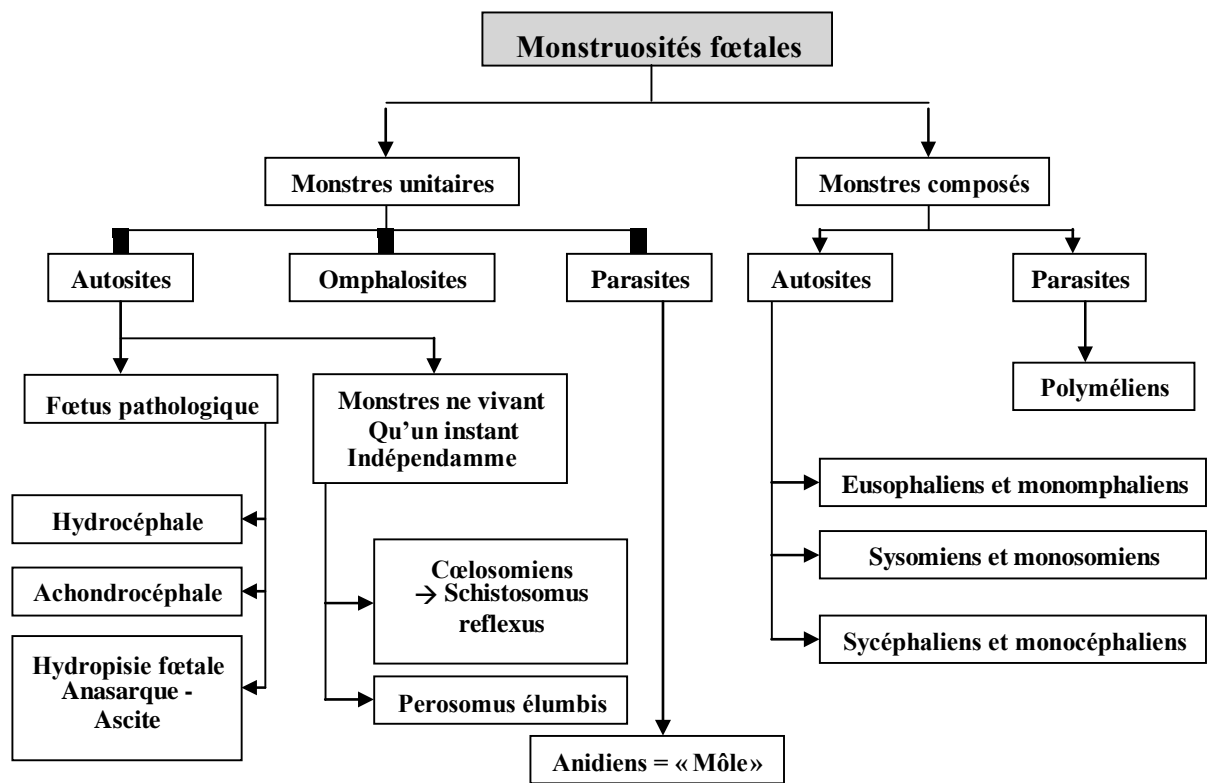 Monstruosités fœtales
Monstres unitaires
Monstres composés
Autosites
Omphalosites
Parasites
Autosites
Parasites
Fœtus pathologique
Monstres ne vivant
Qu’un instant
Indépendamme
Polyméliens
Hydrocéphale
Achondrocéphale
Hydropisie fœtale
Anasarque -
Ascite
Cœlosomiens
→ Schistosomus
reflexus
Perosomus élumbis
Anidiens = « Môle»
Eusophaliens et monomphaliens
Sysomiens et monosomiens
Sycéphaliens et monocéphaliens